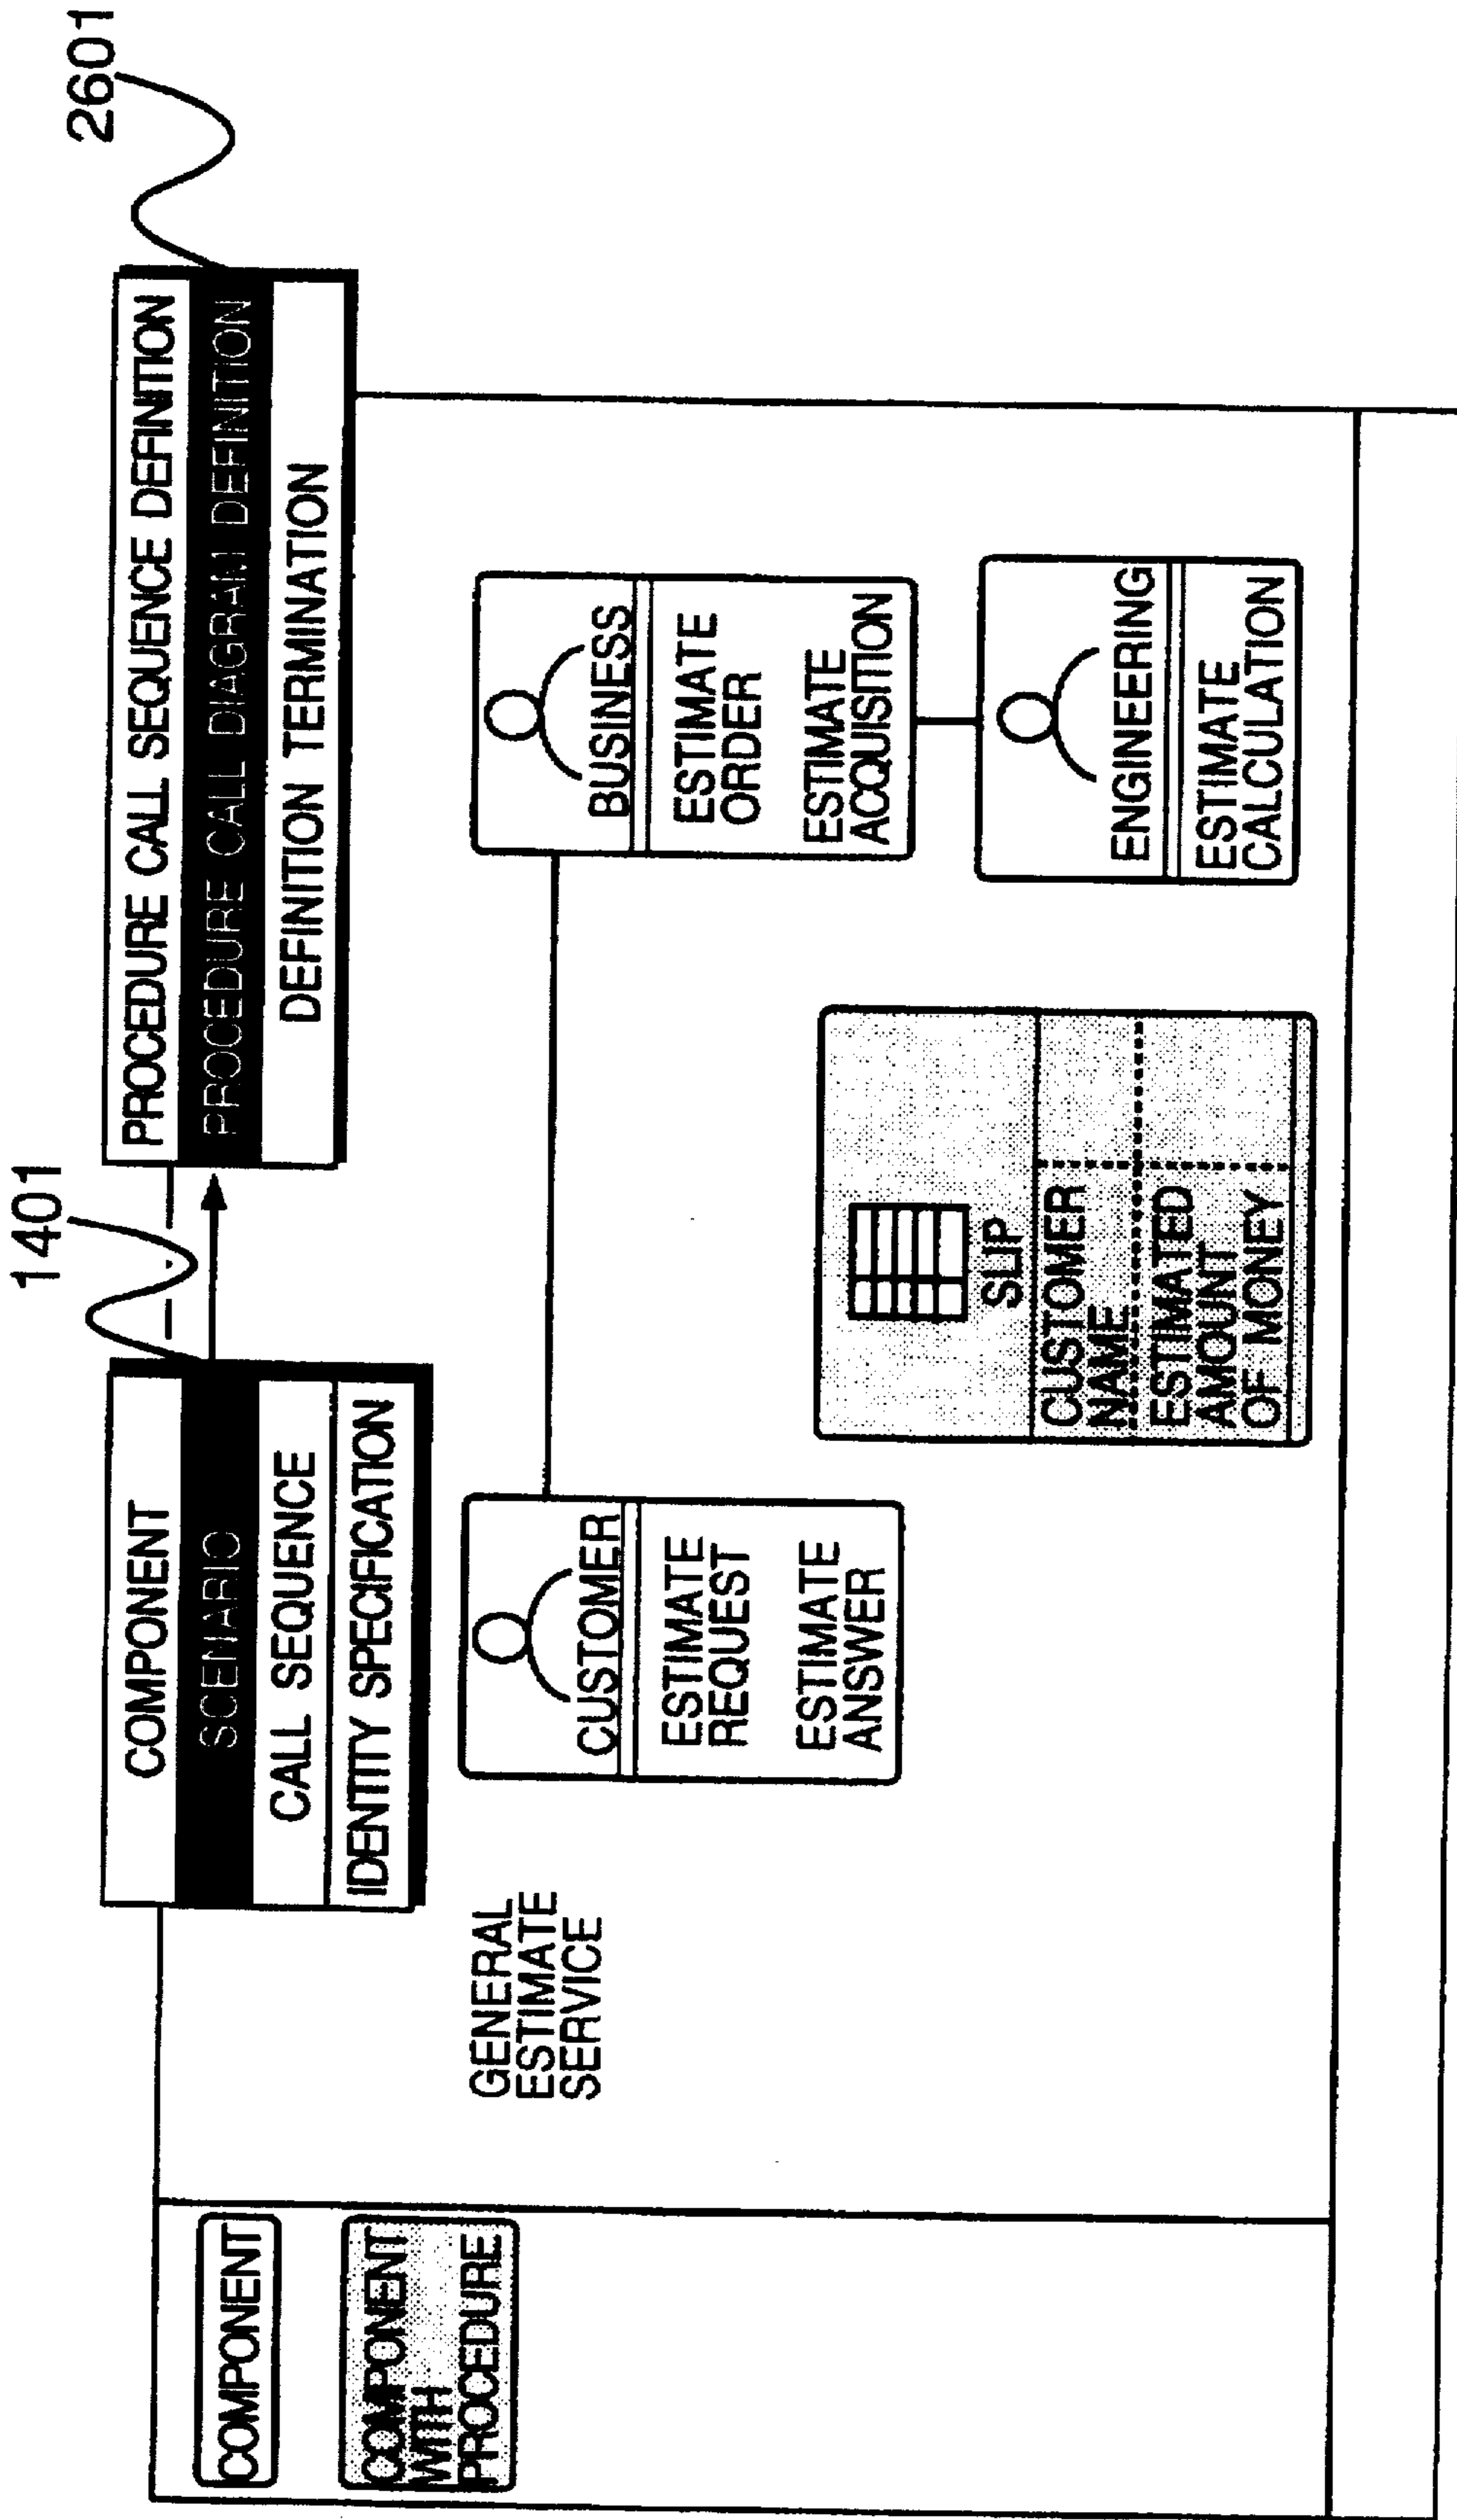 1401
2601
COMPONENT
SCENARIO
CALL SEQUENCE
IDENTITY SPECIFICATION
PROCEDURE CALL SEQUENCE DEFINITION
PROCEDURE CALL DIAGRAM DEFINITION
DEFINITION TERMINATION
COMPONENT
COMPONENT
WITH
PROCEDURE
GENERAL
ESTIMATE
SERVICE
CUSTOMER
ESTIMATE
REQUEST
ESTIMATE
ANSWER
SLIP
CUSTOMER
NAME
ESTIMATED
AMOUNT
OF MONEY
BUSINESS
ESTIMATE
ORDER
ESTIMATE
ACQUISITION
ENGINEERING
ESTIMATE
CALCULATION